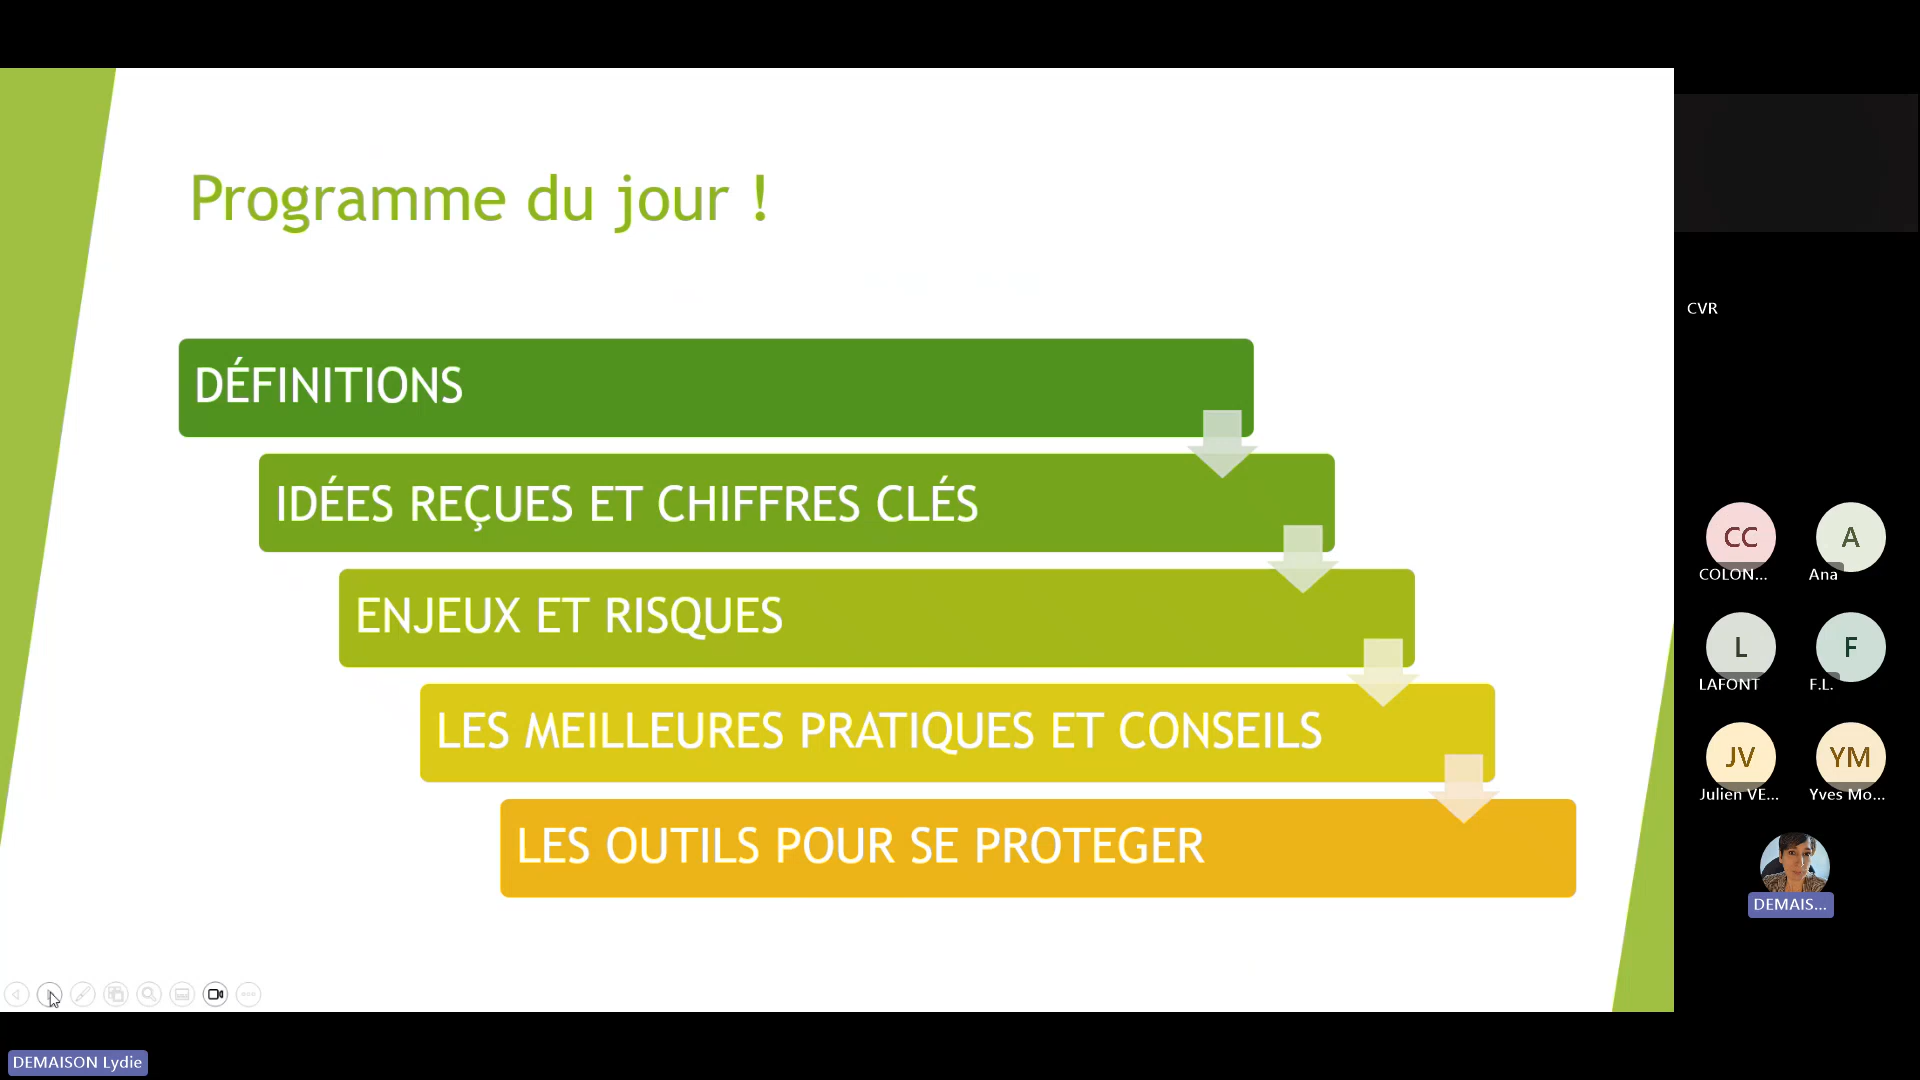 Programme du jour !
DÉFINITIONS
IDÉES REÇUES ET CHIFFRES CLÉS
ENJEUX ET RISQUES
LES MEILLEURES PRATIQUES ET CONSEILS
LES OUTILS POUR SE PROTEGER
CVR
CC
COLON...
A
Ana
L
LAFONT
F
F.L.
JV
Julien VE...
YM
Yves Mo...
DEMAIS...
DEMAISON Lydie